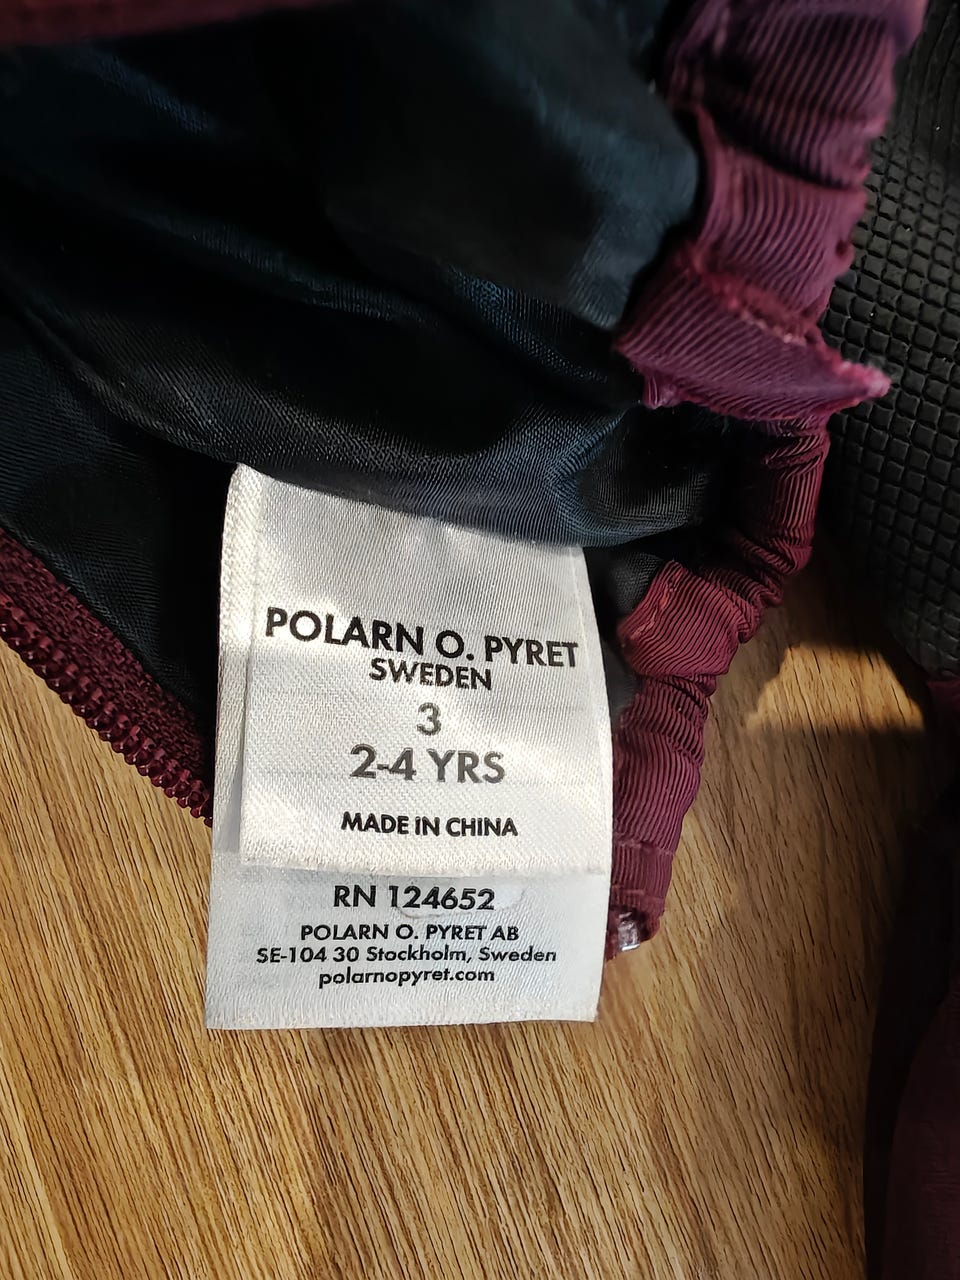 POLARN O. PYRET
SWEDEN
3
2-4 YRS
MADE IN CHINA
RN 124652
POLARN O. PYRET AB
SE-104 30 Stockholm, Sweden
polarnopyret.com